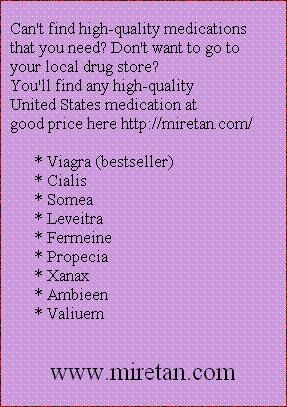 Can't find high-quality medications
that you need? Don't want to go to
your local drug store?
You'll find any high-quality
United States medication at
good price here http://miretan.com/
* Viagra (bestseller)
* Cialis
* Somea
* Leveitra
* Fermeine
* Propecia
* Xanax
* Ambieen
* Valiuem
www.miretan.com